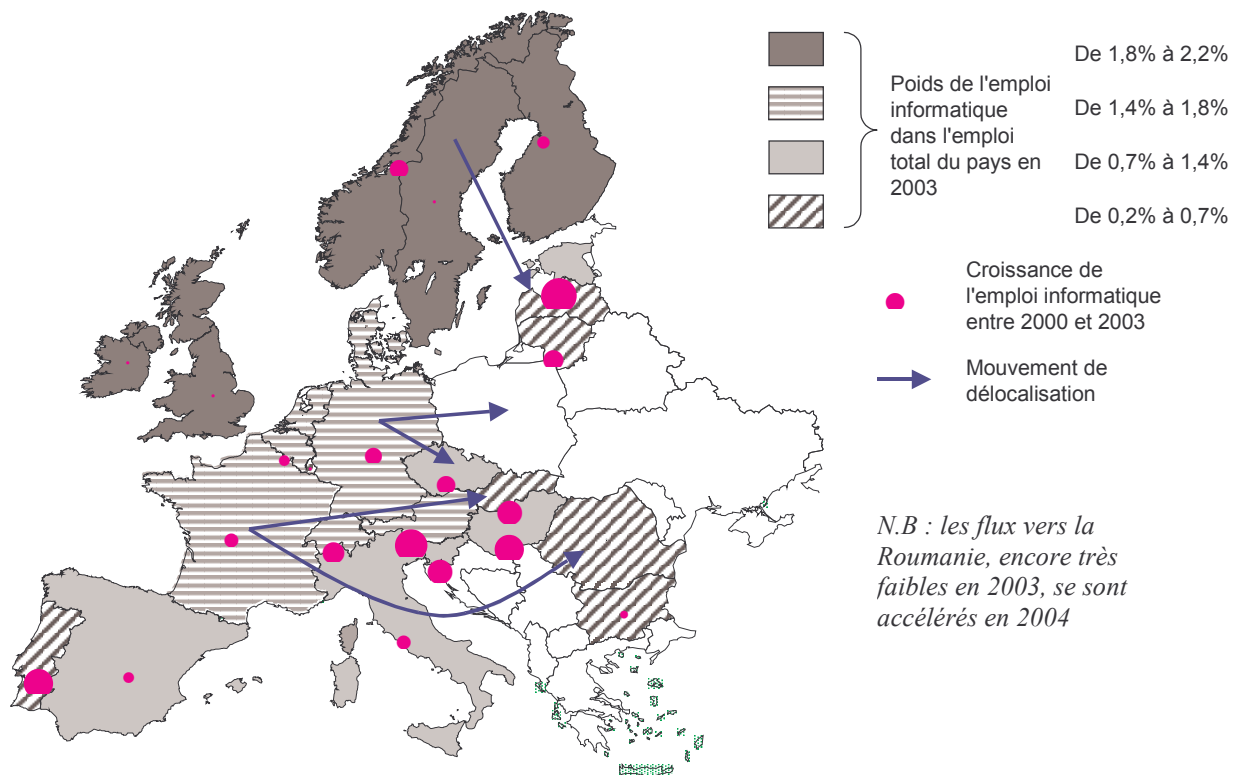 De 1,8% à 2,2%
Poids de l'emploi
informatique
dans l'emploi
total du pays en
2003
De 1,4% à 1,8%
De 0,7% à 1,4%
De 0,2% à 0,7%
Croissance de
l'emploi informatique
entre 2000 et 2003
Mouvement de
délocalisation
N.B : les flux vers la
Roumanie, encore très
faibles en 2003, se sont
accélérés en 2004